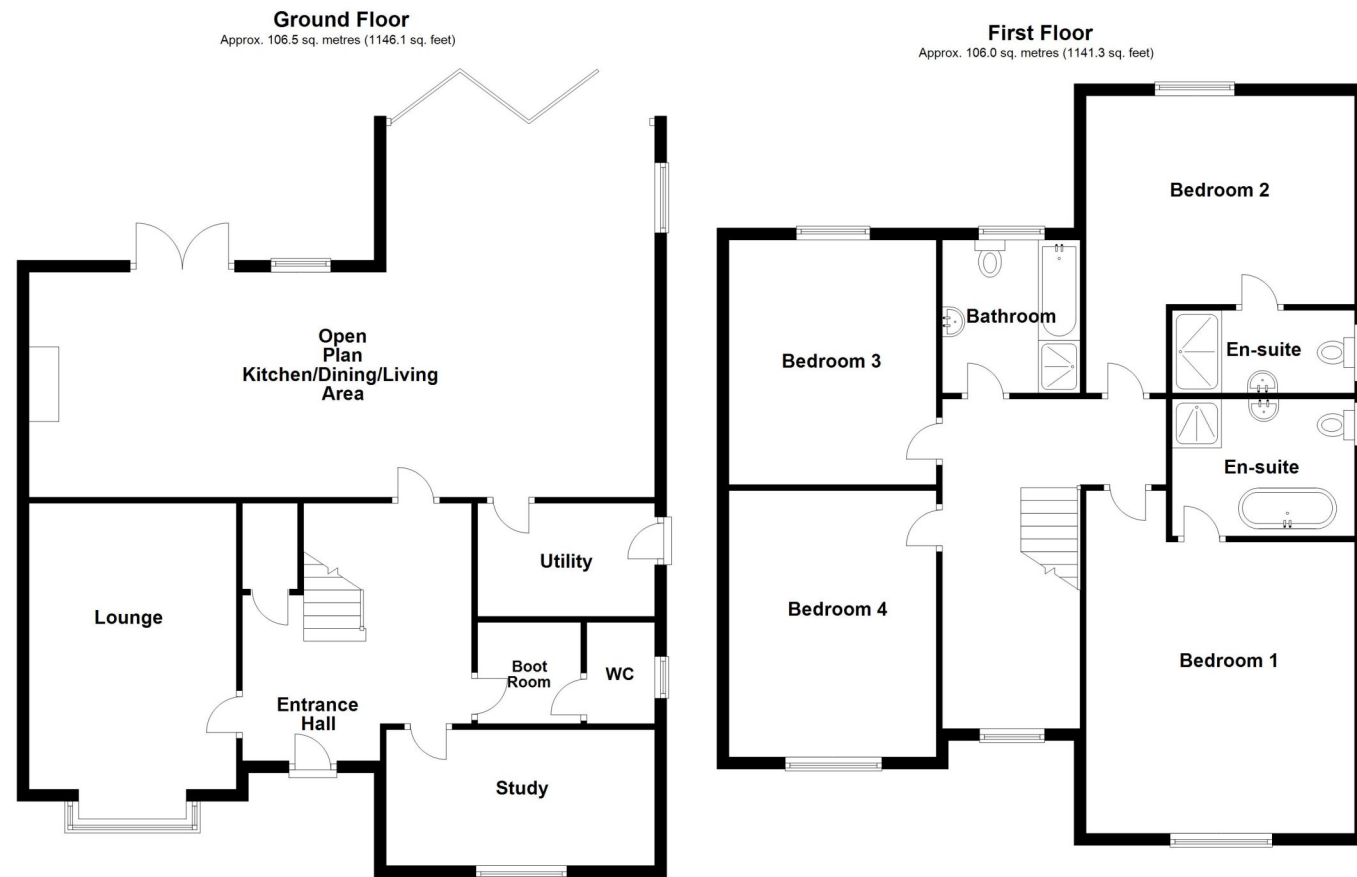 Ground Floor
Approx. 106.5 sq. metres (1146.1 sq. feet)
Open
Plan
Kitchen/Dining/Living
Area
Lounge
Utility
Boot
Room
WC
Entrance
Hall
Study
First Floor
Approx. 106.0 sq. metres (1141.3 sq. feet)
Bedroom 2
Bathroom
En-suite
Bedroom 3
En-suite
Bedroom 4
Bedroom 1